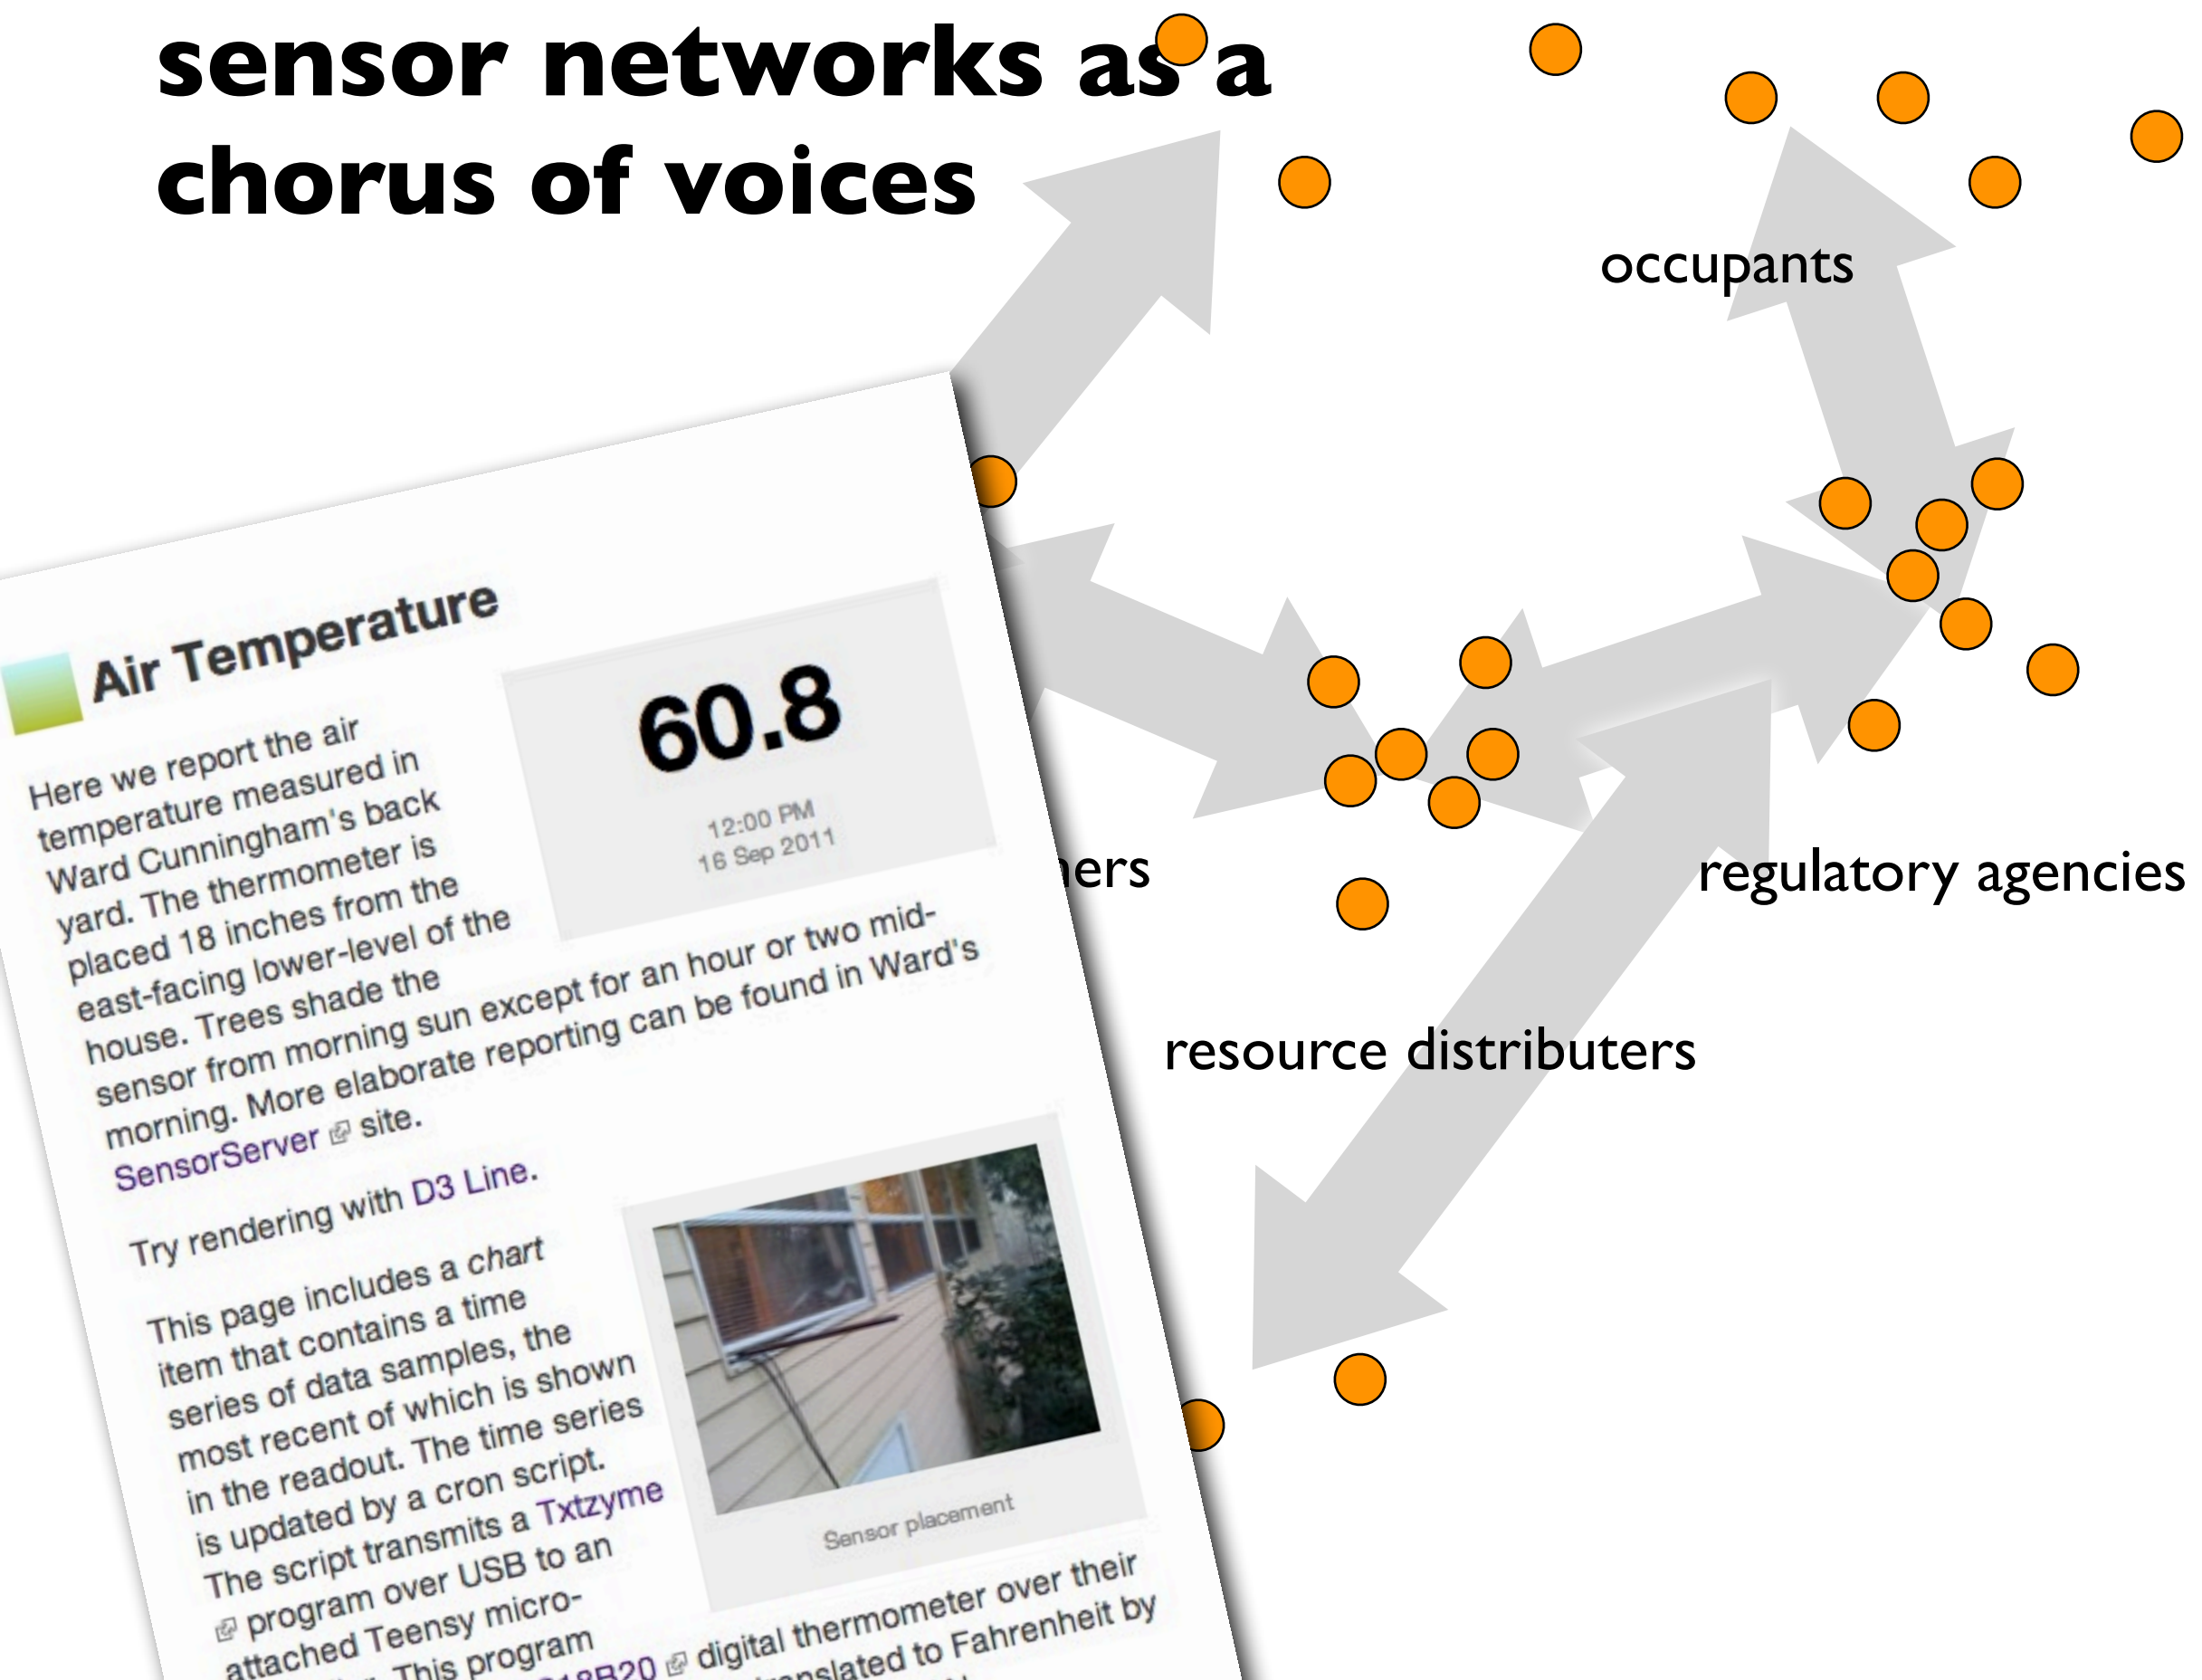 sensor networks as a
chorus of voices
occupants
regulatory agencies
resource distributers
Air Temperature
60.8
12:00 PM
16 Sep 2011
Here we report the air
temperature measured in
Ward Cunningham's back
yard. The thermometer is
placed 18 inches from the
east-facing lower-level of the
house. Trees shade the
sensor from morning sun except for an hour or two mid-
morning. More elaborate reporting can be found in Ward's
SensorServer site.
Try rendering with D3 Line.
This page includes a chart
item that contains a time
series of data samples, the
most recent of which is shown
in the readout. The time series
is updated by a cron script.
The script transmits a Txtzyme
program over USB to an
attached Teensy micro-
This program
digital thermometer over their
translated to Fahrenheit by
Sensor placement